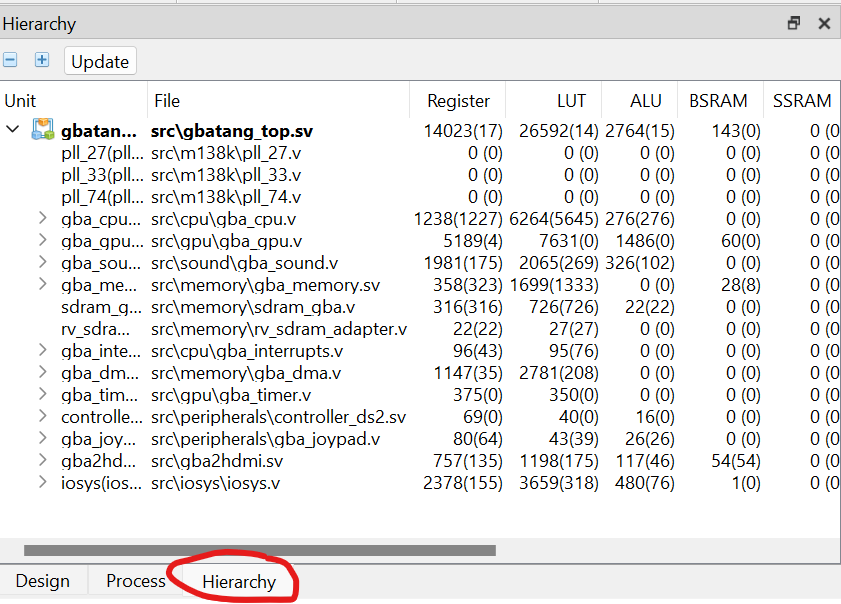 Hierarchy
Update
Unit File Register LUT ALU BSRAM SSRAM
gbatan... src\gbatang_top.sv 14023(17) 26592(14) 2764(15) 143(0) 0 (0
pll_27(pll... src\m138k\pll_27.v 0 (0) 0 (0) 0 (0) 0 (0) 0 (0
pll_33(pll... src\m138k\pll_33.v 0 (0) 0 (0) 0 (0) 0 (0) 0 (0
pll_74(pll... src\m138k\pll_74.v 0 (0) 0 (0) 0 (0) 0 (0) 0 (0
gba_cpu... src\cpu\gba_cpu.v 1238(1227) 6264(5645) 276(276) 0 (0) 0 (0
gba_gpu... src\gpu\gba_gpu.v 5189(4) 7631(0) 1486(0) 60(0) 0 (0
gba_sou... src\sound\gba_sound.v 1981(175) 2065(269) 326(102) 0 (0) 0 (0
gba_me... src\memory\gba_memory.sv 358(323) 1699(1333) 0 (0) 28(8) 0 (0
sdram_g... src\memory\sdram_gba.v 316(316) 726(726) 22(22) 0 (0) 0 (0
rv_sdra... src\memory\rv_sdram_adapter.v 22(22) 27(27) 0 (0) 0 (0) 0 (0
gba_inte... src\cpu\gba_interrupts.v 96(43) 95(76) 0 (0) 0 (0) 0 (0
gba_dm... src\memory\gba_dma.v 1147(35) 2781(208) 0 (0) 0 (0) 0 (0
gba_tim... src\gpu\gba_timer.v 375(0) 350(0) 0 (0) 0 (0) 0 (0
controlle... src\peripherals\controller_ds2.sv 69(0) 40(0) 16(0) 0 (0) 0 (0
gba_joy... src\peripherals\gba_joypad.v 80(64) 43(39) 26(26) 0 (0) 0 (0
gba2hd... src\gba2hdmi.sv 757(135) 1198(175) 117(46) 54(54) 0 (0
iosys(ios... src\iosys\iosys.v 2378(155) 3659(318) 480(76) 1(0) 0 (0
Design Process Hierarchy